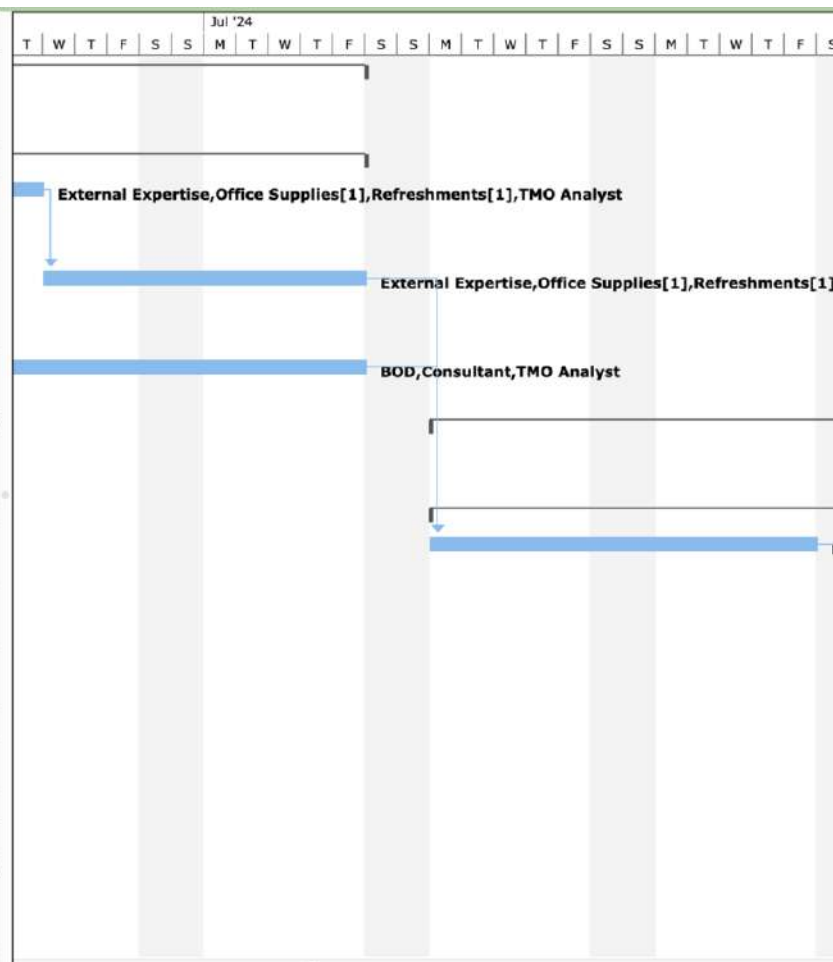 Jul '24
T W T F S S M T W T F S S M T W T F S S M T W T F S
External Expertise,Office Supplies[1],Refreshments[1],TMO Analyst
External Expertise,Office Supplies[1],Refreshments[1]
BOD,Consultant,TMO Analyst